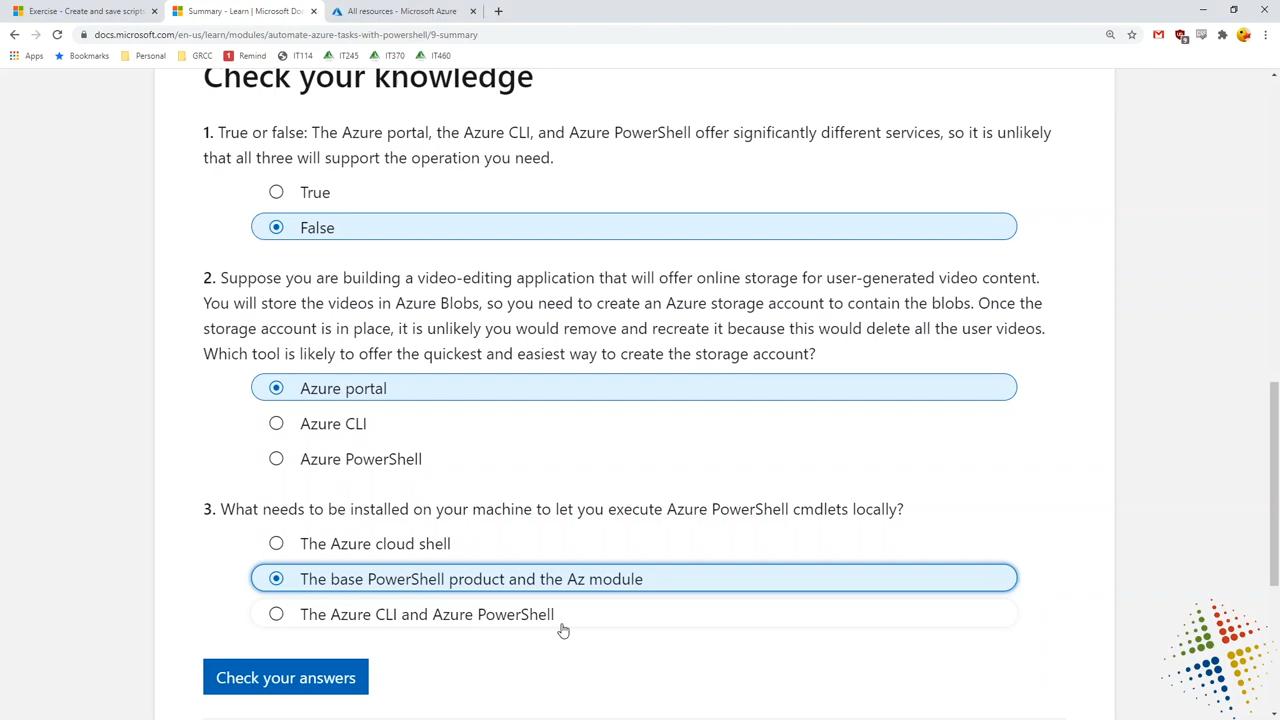 Exercise - Create and save scripts
Summary - Learn | Microsoft Doc
All resources - Microsoft Azure
docs.microsoft.com/en-us/learn/modules/automate-azure-tasks-with-powershell/9-summary
Apps
Bookmarks
Personal
GRCC
1 Remind
IT114
IT245
IT370
IT460
Check your knowledge
1. True or false: The Azure portal, the Azure CLI, and Azure PowerShell offer significantly different services, so it is unlikely
that all three will support the operation you need.
True
False
2. Suppose you are building a video-editing application that will offer online storage for user-generated video content.
You will store the videos in Azure Blobs, so you need to create an Azure storage account to contain the blobs. Once the
storage account is in place, it is unlikely you would remove and recreate it because this would delete all the user videos.
Which tool is likely to offer the quickest and easiest way to create the storage account?
Azure portal
Azure CLI
Azure PowerShell
3. What needs to be installed on your machine to let you execute Azure PowerShell cmdlets locally?
The Azure cloud shell
The base PowerShell product and the Az module
The Azure CLI and Azure PowerShell
Check your answers